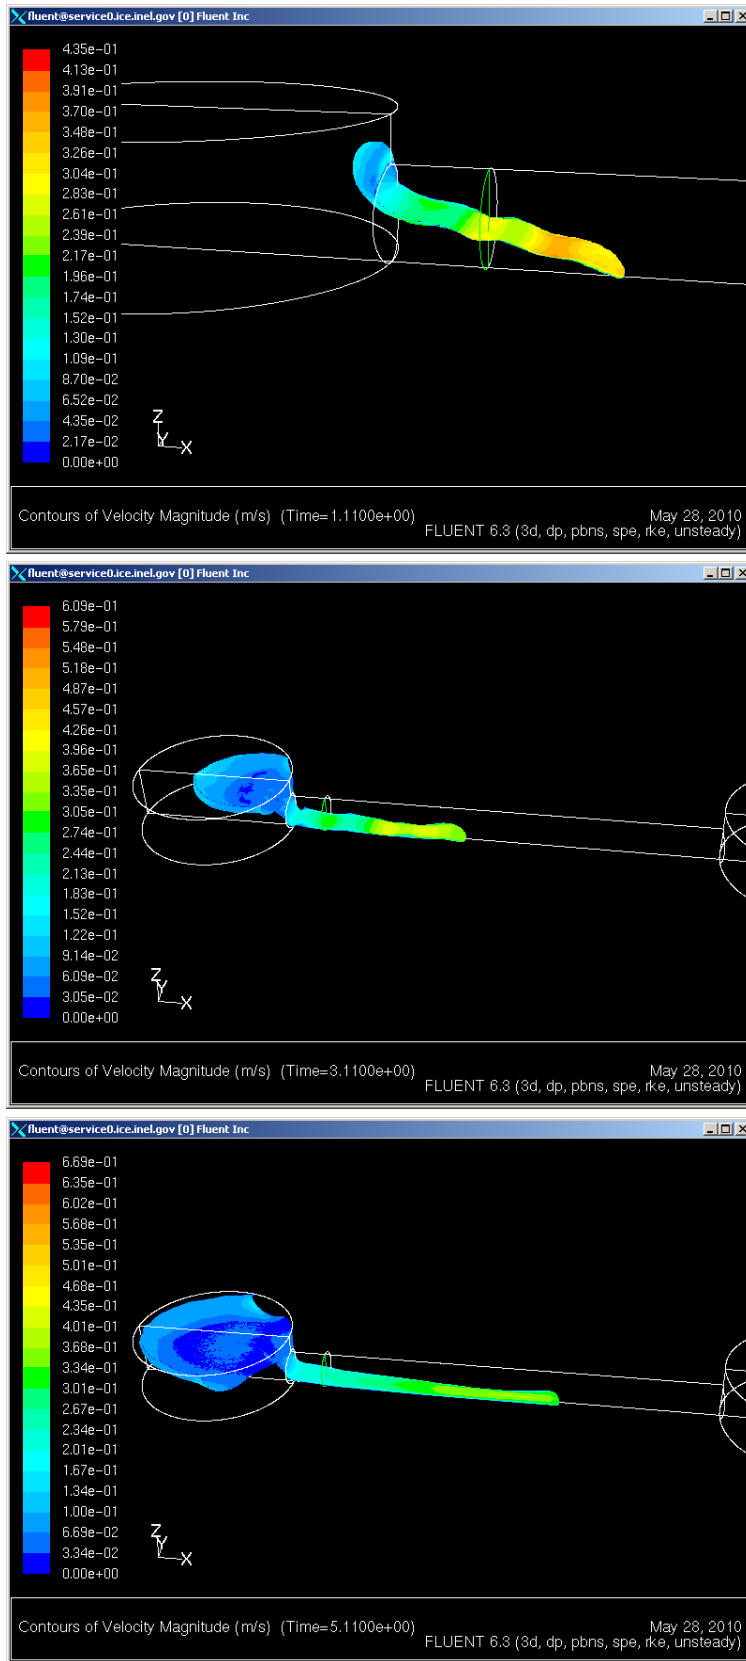 fluent@service0.ice.inel.gov [0] Fluent Inc
4.35e-01
4.13e-01
3.91e-01
3.70e-01
3.48e-01
3.26e-01
3.04e-01
2.83e-01
2.61e-01
2.39e-01
2.17e-01
1.96e-01
1.74e-01
1.52e-01
1.30e-01
1.09e-01
8.70e-02
6.52e-02
4.35e-02
2.17e-02
0.00e+00
Z
Y
X
Contours of Velocity Magnitude (m/s) (Time=1.1100e+00)
May 28, 2010
FLUENT 6.3 (3d, dp, pbns, spe, rke, unsteady)
fluent@service0.ice.inel.gov [0] Fluent Inc
6.09e-01
5.79e-01
5.48e-01
5.18e-01
4.87e-01
4.57e-01
4.26e-01
3.96e-01
3.65e-01
3.35e-01
3.05e-01
2.74e-01
2.44e-01
2.13e-01
1.83e-01
1.52e-01
1.22e-01
9.14e-02
6.09e-02
3.05e-02
0.00e+00
Z
Y
X
Contours of Velocity Magnitude (m/s) (Time=3.1100e+00)
May 28, 2010
FLUENT 6.3 (3d, dp, pbns, spe, rke, unsteady)
fluent@service0.ice.inel.gov [0] Fluent Inc
6.69e-01
6.35e-01
6.02e-01
5.68e-01
5.35e-01
5.01e-01
4.68e-01
4.35e-01
4.01e-01
3.68e-01
3.34e-01
3.01e-01
2.67e-01
2.34e-01
2.01e-01
1.67e-01
1.34e-01
1.00e-01
6.69e-02
3.34e-02
0.00e+00
Z
Y
X
Contours of Velocity Magnitude (m/s) (Time=5.1100e+00)
May 28, 2010
FLUENT 6.3 (3d, dp, pbns, spe, rke, unsteady)